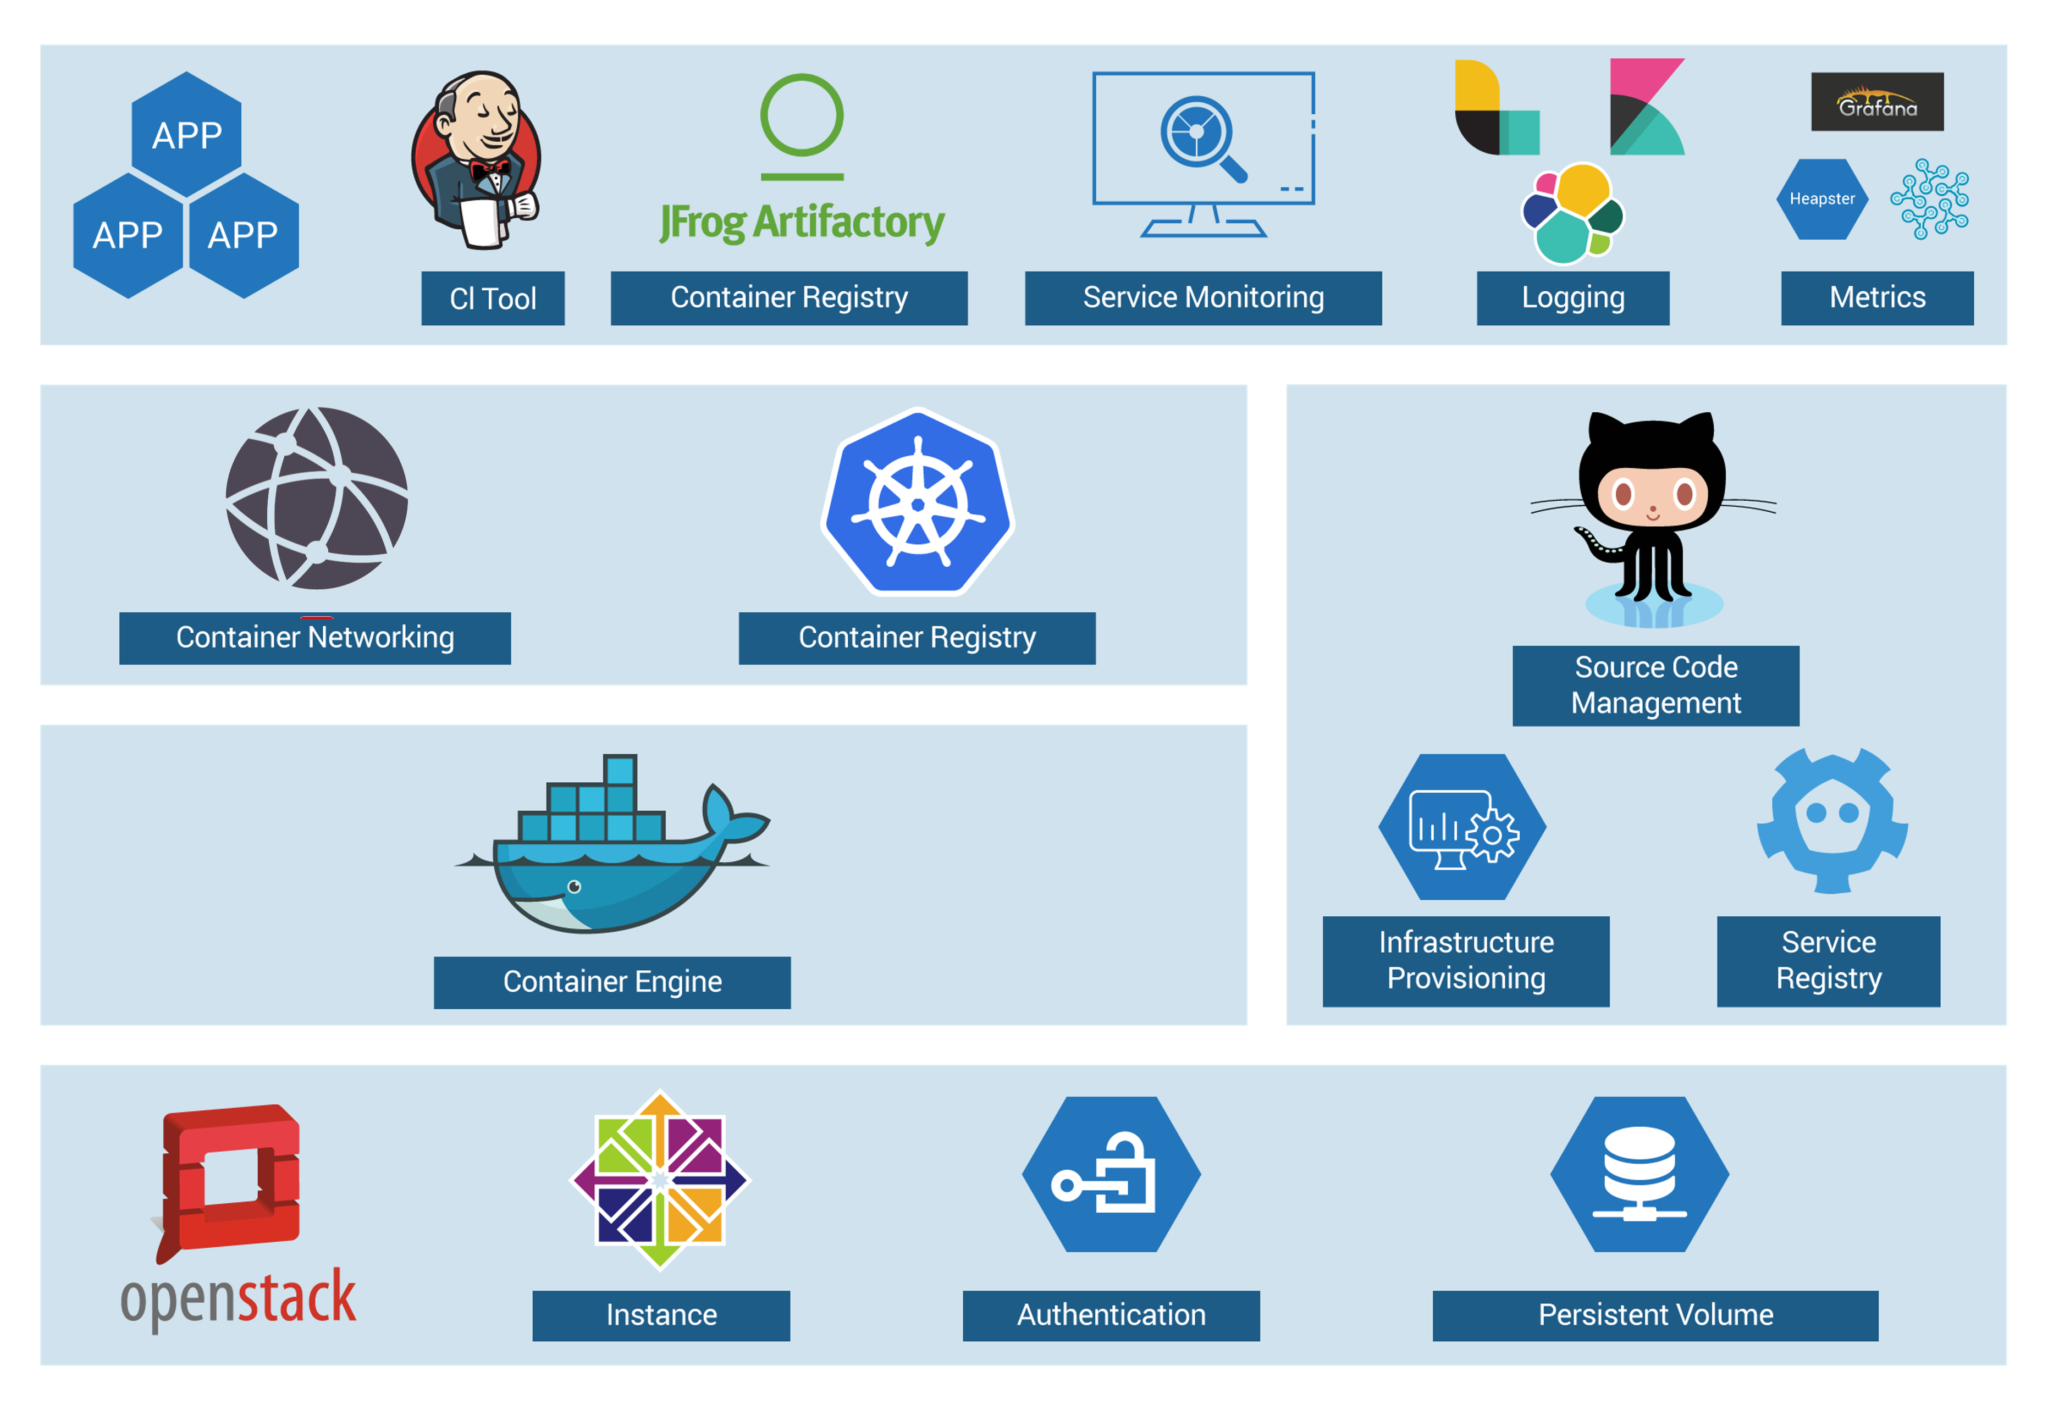 APP
APP
APP
CI Tool
JFrog Artifactory
Container Registry
Service Monitoring
Logging
Grafana
Heapster
Metrics
Container Networking
Container Registry
Source Code
Management
Container Engine
Infrastructure
Provisioning
Service
Registry
openstack
Instance
Authentication
Persistent Volume